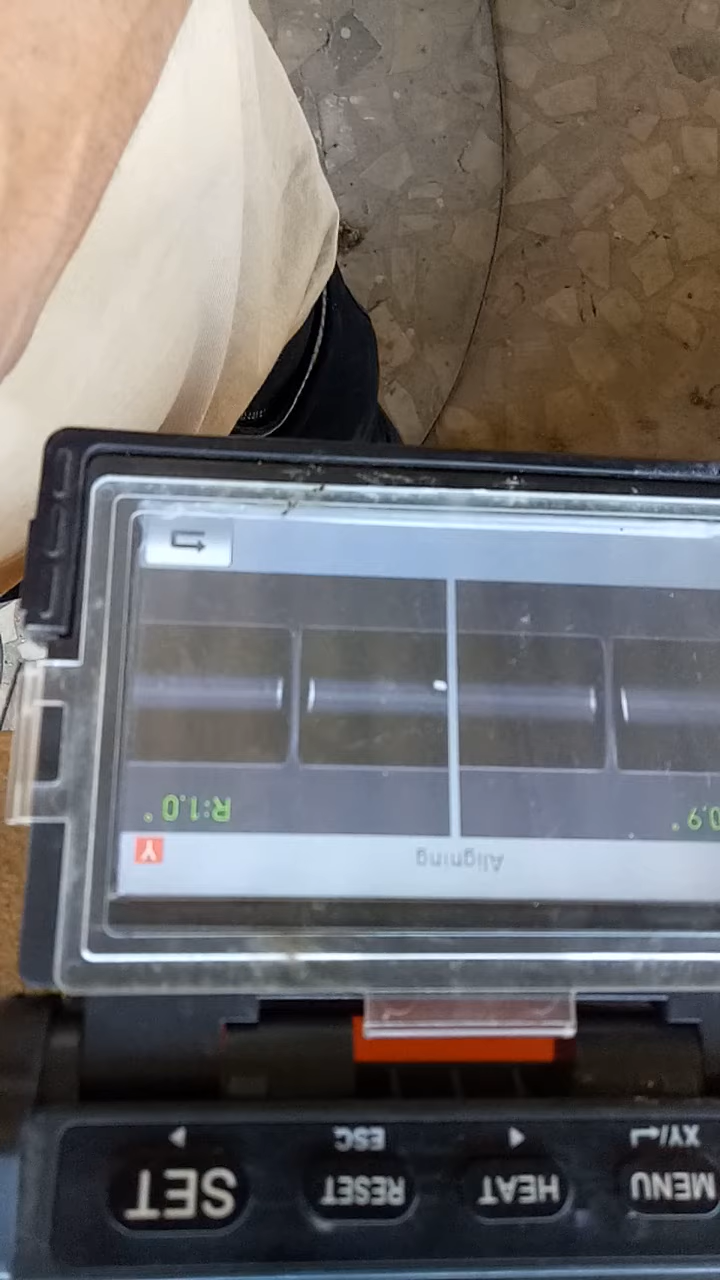 Aligning
Y
0.9°
R:1.0°
XY/↵
▶
ESC
◀
MENU
HEAT
RESET
SET